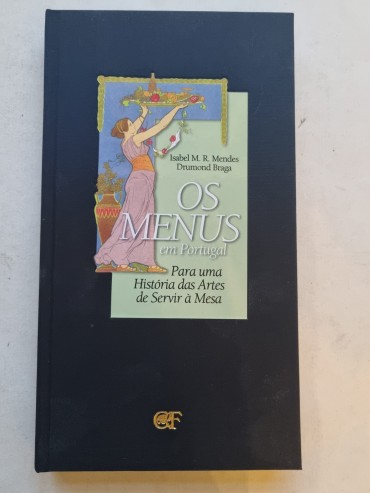 Isabel M. R. Mendes
Drumond Braga
OS
MENUS
em Portugal
Para uma
História das Artes
de Servir à Mesa